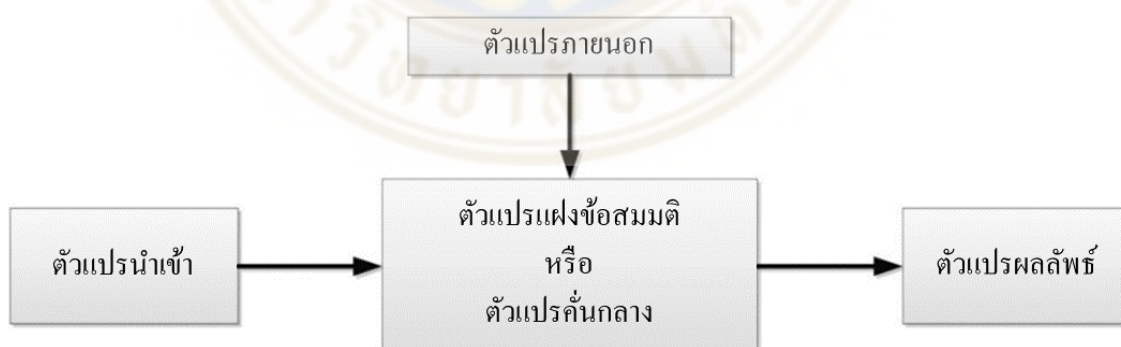 ตัวแปรภายนอก
ตัวแปรนำเข้า
ตัวแปรแฝงข้อสมมติ
หรือ
ตัวแปรคั่นกลาง
ตัวแปรผลลัพธ์